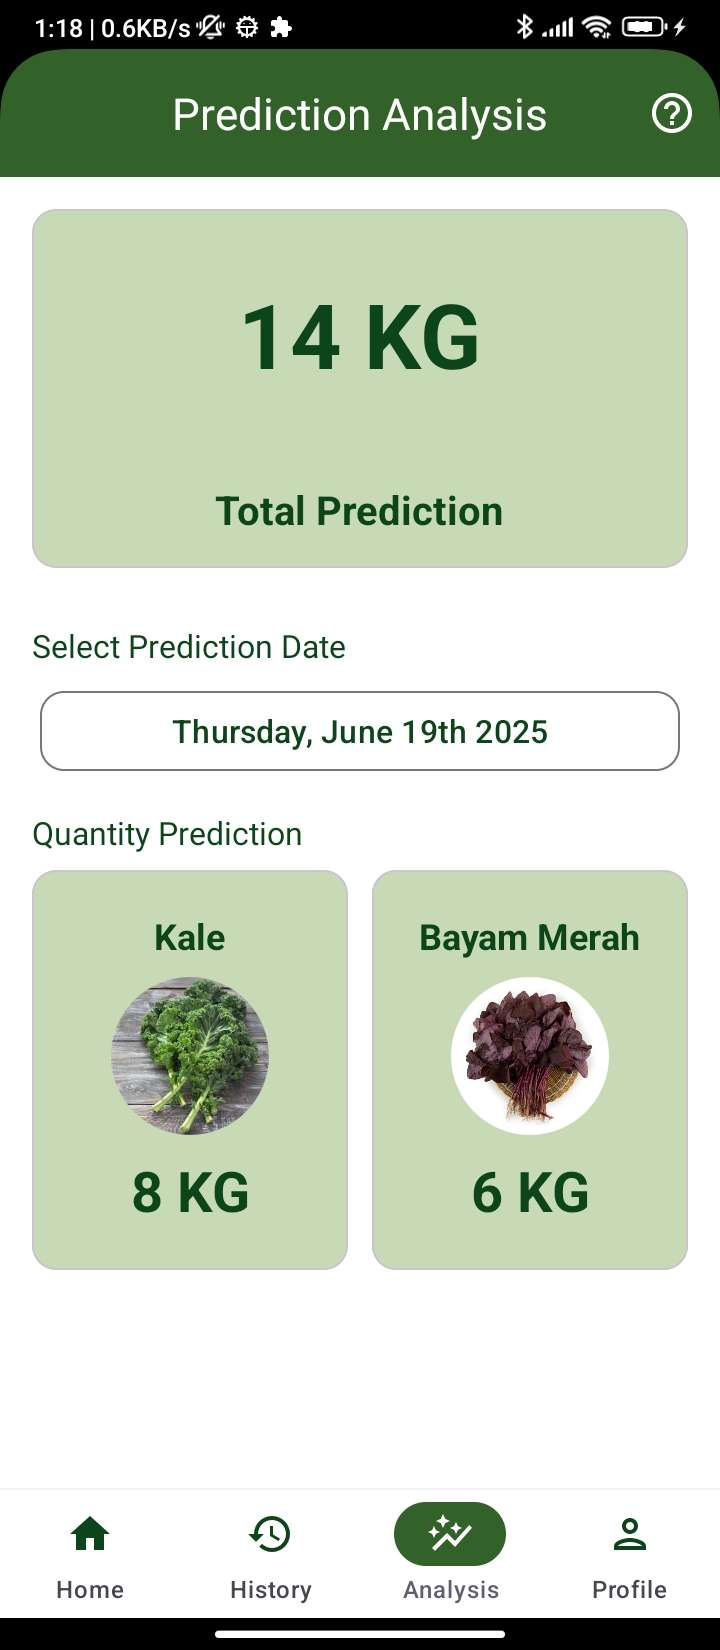 1:18 | 0.6KB/s
Prediction Analysis
14 KG
Total Prediction
Select Prediction Date
Thursday, June 19th 2025
Quantity Prediction
Kale
Bayam Merah
8 KG
6 KG
Home
History
Analysis
Profile